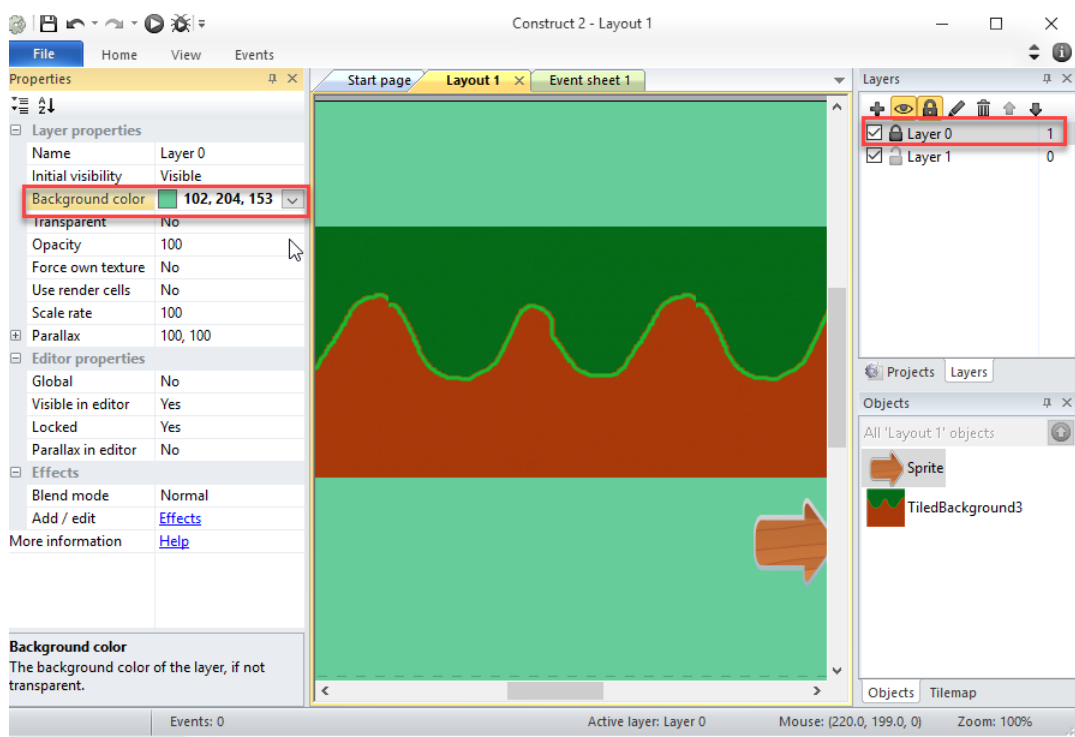 Construct 2 - Layout 1
File Home View Events
Properties
Layer properties
Name Layer 0
Initial visibility Visible
Background color 102, 204, 153
Transparent No
Opacity 100
Force own texture No
Use render cells No
Scale rate 100
Parallax 100, 100
Editor properties
Global No
Visible in editor Yes
Locked Yes
Parallax in editor No
Effects
Blend mode Normal
Add / edit Effects
More information Help
Background color
The background color of the layer, if not
transparent.
Start page Layout 1 Event sheet 1
Layers
Layer 0 1
Layer 1 0
Projects Layers
Objects
All 'Layout 1' objects
Sprite
TiledBackground3
Objects Tilemap
Events: 0 Active layer: Layer 0 Mouse: (220.0, 199.0, 0) Zoom: 100%